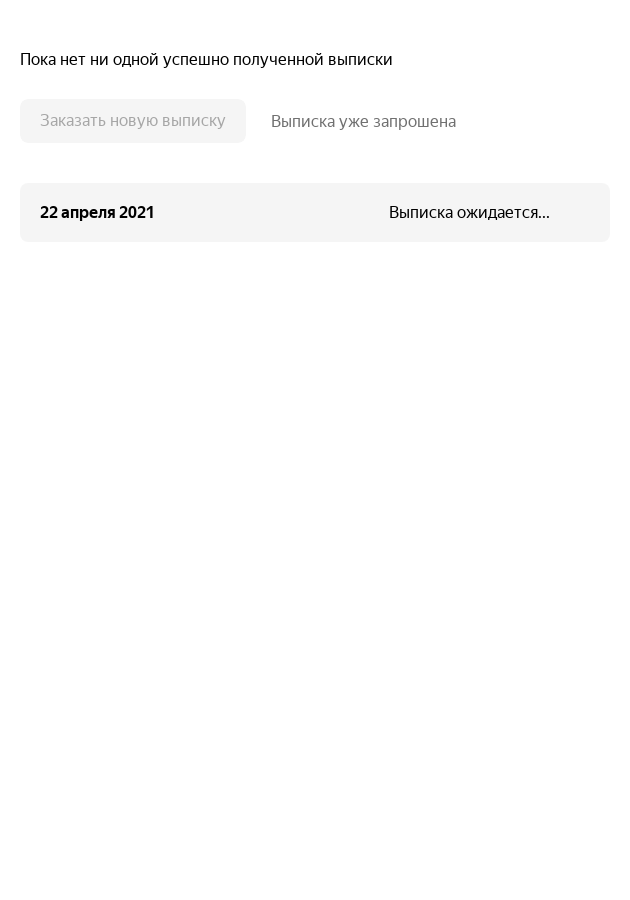 Пока нет ни одной успешно полученной выписки
Заказать новую выписку
Выписка уже запрошена
22 апреля 2021
Выписка ожидается...